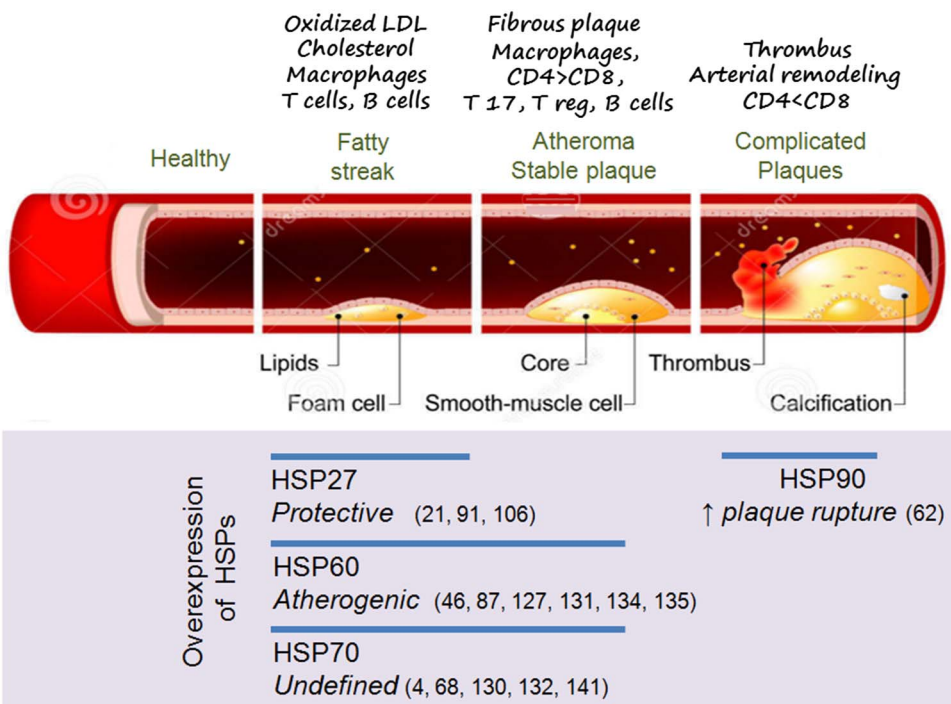 Oxidized LDL
Cholesterol
Macrophages
T cells, B cells
Fibrous plaque
Macrophages,
CD4>CD8,
T 17, T reg, B cells
Thrombus
Arterial remodeling
CD4<CD8
Healthy
Fatty
streak
Atheroma
Stable plaque
Complicated
Plaques
Lipids
Foam cell
Core
Smooth-muscle cell
Thrombus
Calcification
Overexpression
of HSPs
HSP27
Protective (21, 91, 106)
HSP60
Atherogenic (46, 87, 127, 131, 134, 135)
HSP70
Undefined (4, 68, 130, 132, 141)
HSP90
↑ plaque rupture (62)